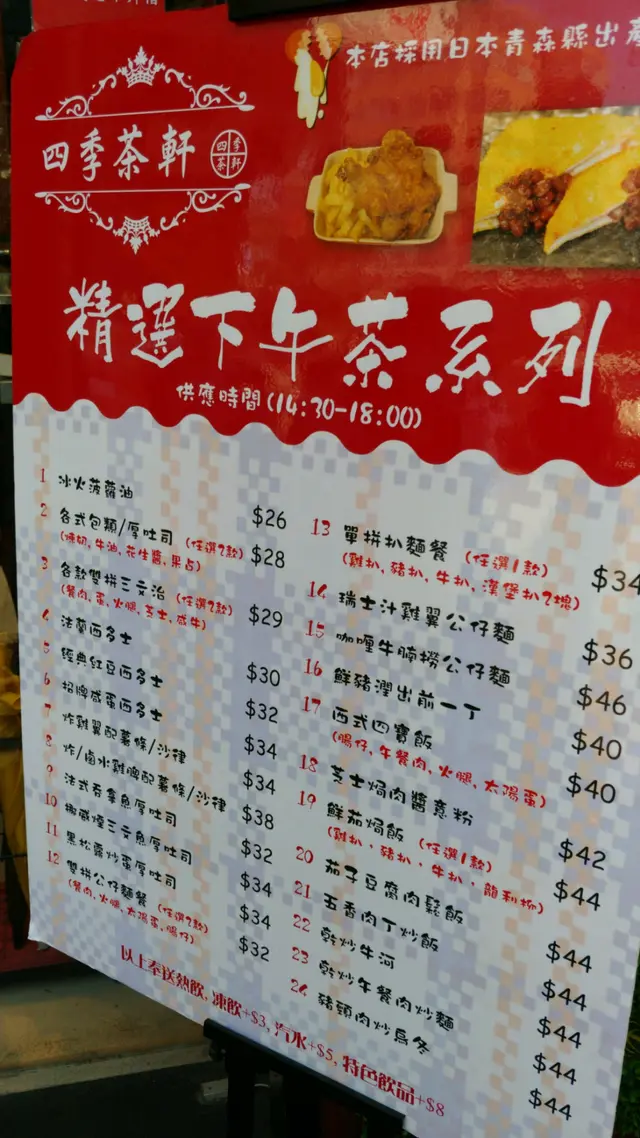 本店採用日本青森縣出產
四季茶軒
四季茶軒
精選下午茶系列
供應時間(14:30-18:00)
1 冰火菠蘿油 $26
2 各式包類/厚吐司 (任選2款) $28
(煉奶,牛油,花生醬,果占)
3 各款雙拼三文治 (任選2款) $29
(餐肉,蛋,火腿,芝士,咸牛)
4 法蘭西多士 $30
5 經典紅豆西多士 $32
6 招牌咸蛋西多士 $34
7 炸雞翼配薯條/沙律 $34
8 炸/鹵水雞脾配薯條/沙律 $38
9 法式吞拿魚厚吐司 $32
10 三文魚厚吐司 $34
11 黑松露炒蛋厚吐司 $34
12 雙拼公仔麵餐 (任選2款) $32
(餐肉,火腿,太陽蛋,腸仔)
13 單拼扒麵餐 (任選1款) $34
(雞扒,豬扒,牛扒,漢堡扒2塊)
14 瑞士汁雞翼公仔麵 $36
15 咖喱牛腩撈公仔麵 $46
16 鮮豬潤出前一丁 $40
17 西式四寶飯 $40
(腸仔,午餐肉,火腿,太陽蛋)
18 芝士焗肉醬意粉 $42
19 鮮茄焗飯 (任選1款) $44
(雞扒、豬扒、牛扒、龍利柳)
20 茄子豆腐肉鬆飯 $44
21 五香肉丁炒飯 $44
22 乾炒牛河 $44
23 乾炒午餐肉炒麵 $44
24 豬頸肉炒烏冬 $44
以上奉送熱飲,凍飲+$3,汽水+$5,特色飲品+$8